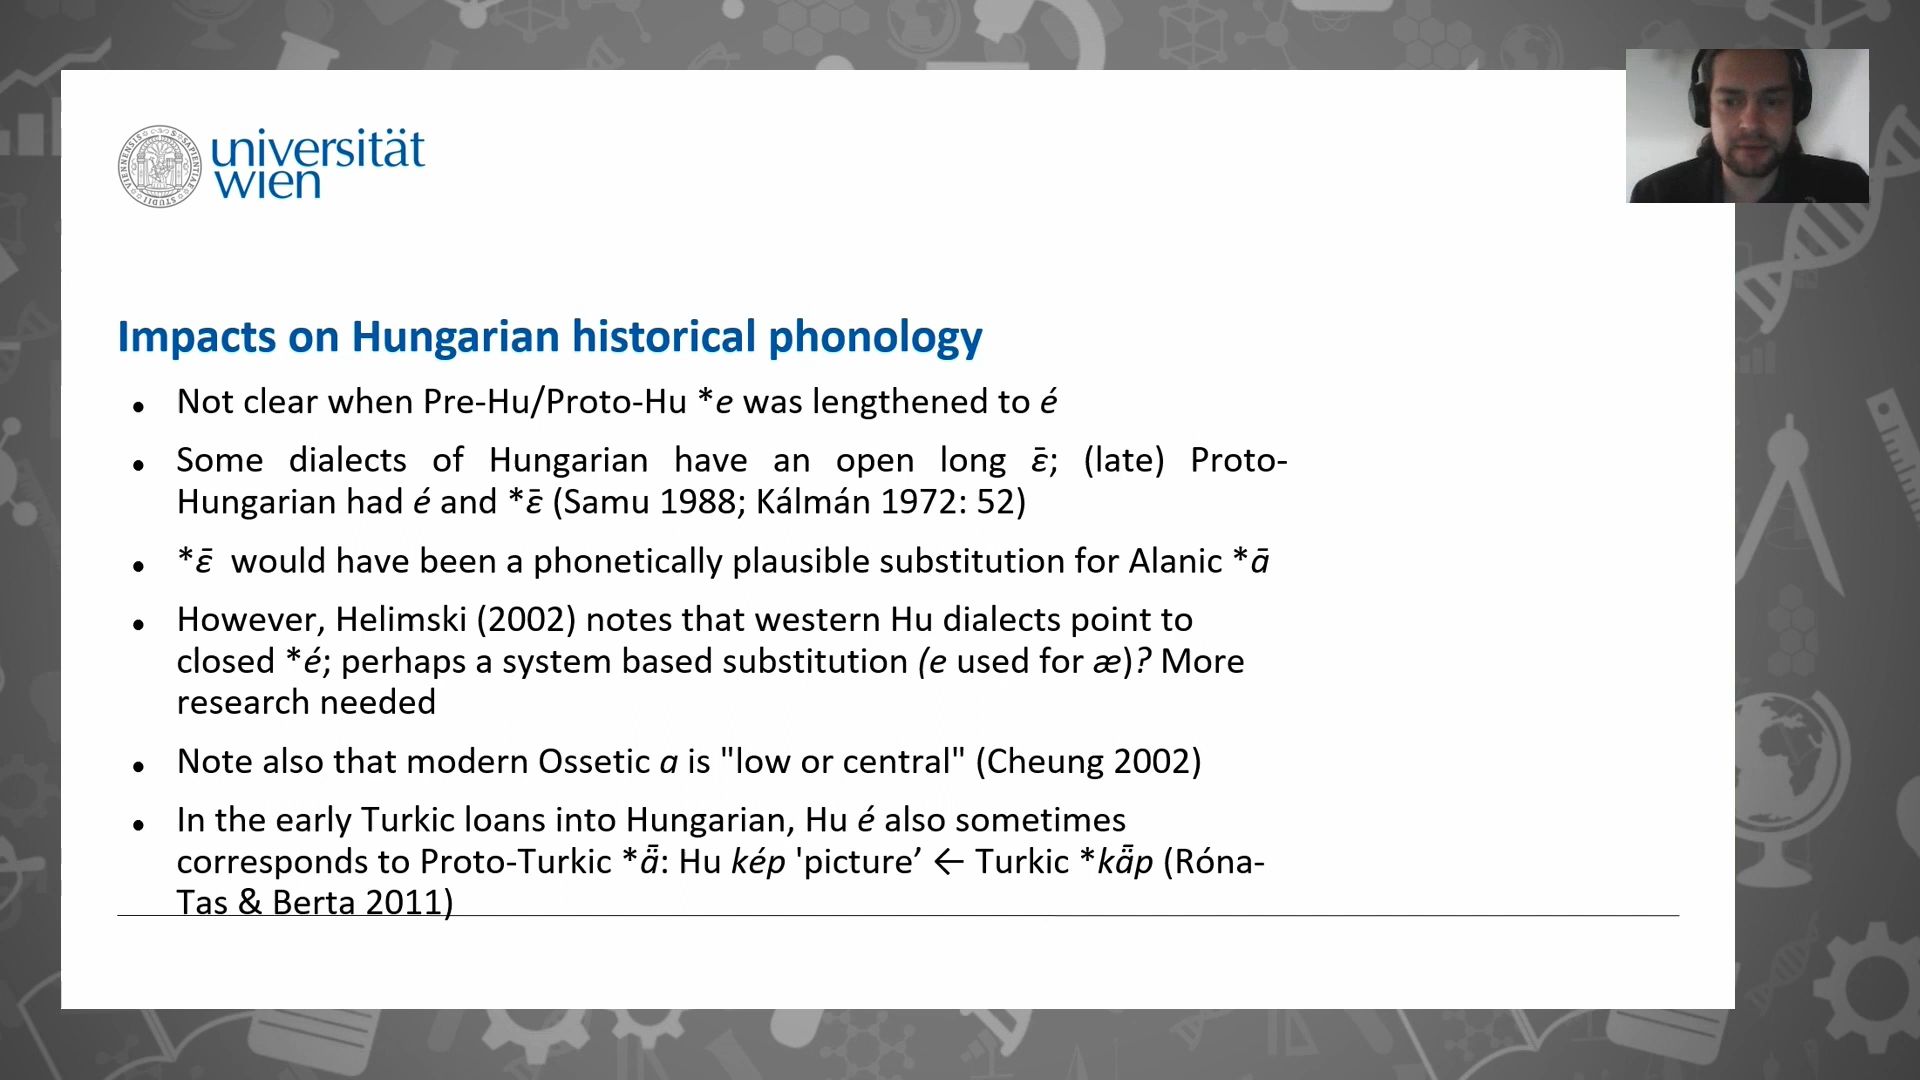 universität
wien
Impacts on Hungarian historical phonology
• Not clear when Pre-Hu/Proto-Hu *e was lengthened to é
• Some dialects of Hungarian have an open long ɛ̄; (late) Proto-
Hungarian had é and *ɛ̄ (Samu 1988; Kálmán 1972: 52)
• *ɛ̄ would have been a phonetically plausible substitution for Alanic *ā
• However, Helimski (2002) notes that western Hu dialects point to
closed *é; perhaps a system based substitution (e used for æ)? More
research needed
• Note also that modern Ossetic a is "low or central" (Cheung 2002)
• In the early Turkic loans into Hungarian, Hu é also sometimes
corresponds to Proto-Turkic *ǟ: Hu kép 'picture’ ← Turkic *kǟp (Róna-
Tas & Berta 2011)